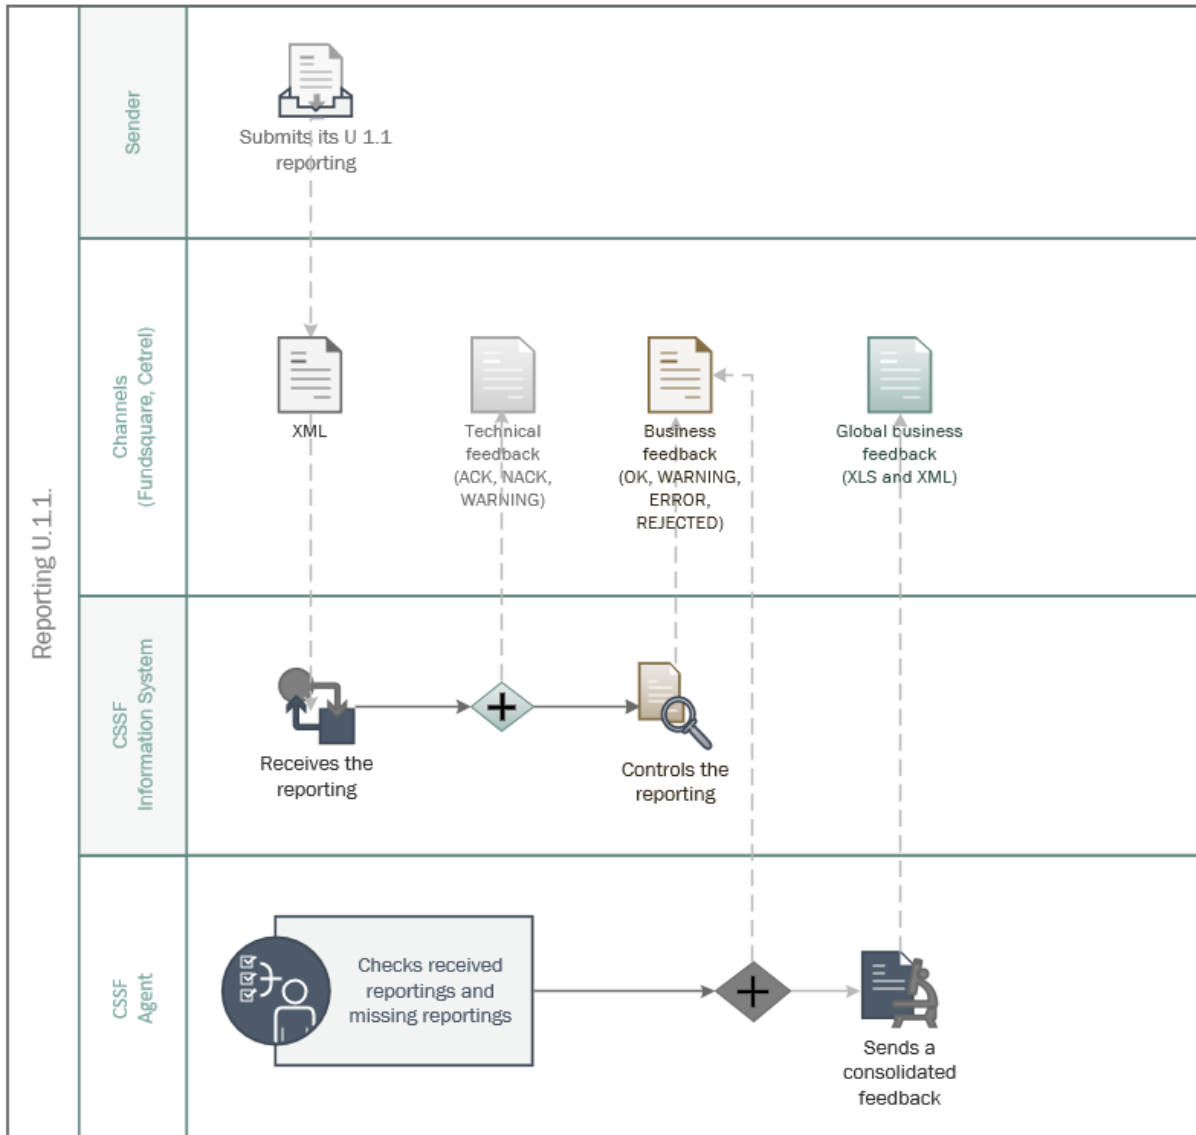 Reporting U.1.1.
Sender
Submits its U 1.1
reporting
Channels
(Fundsquare, Cetrel)
XML
Technical
feedback
(ACK, NACK,
WARNING)
Business
feedback
(OK, WARNING,
ERROR,
REJECTED)
Global business
feedback
(XLS and XML)
CSSF
Information System
Receives the
reporting
Controls the
reporting
CSSF
Agent
Checks received
reportings and
missing reportings
Sends a
consolidated
feedback